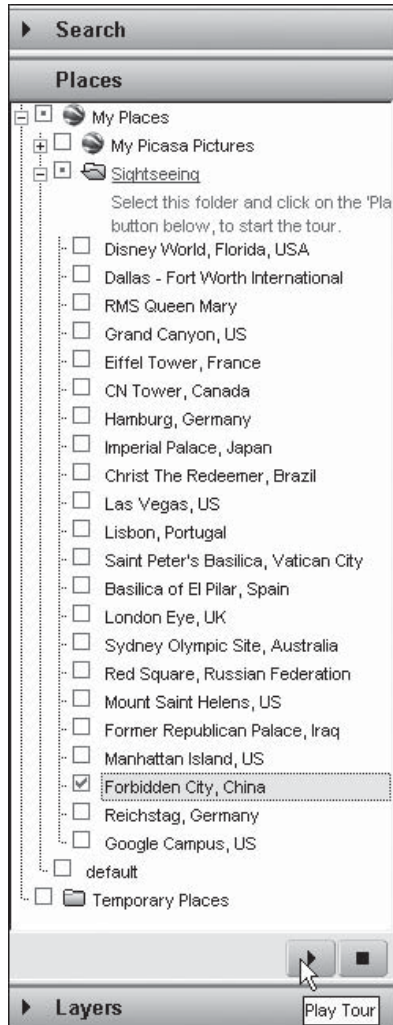 Search
Places
My Places
My Picasa Pictures
Sightseeing
Select this folder and click on the 'Pla
button below, to start the tour.
Disney World, Florida, USA
Dallas - Fort Worth International
RMS Queen Mary
Grand Canyon, US
Eiffel Tower, France
CN Tower, Canada
Hamburg, Germany
Imperial Palace, Japan
Christ The Redeemer, Brazil
Las Vegas, US
Lisbon, Portugal
Saint Peter's Basilica, Vatican City
Basilica of El Pilar, Spain
London Eye, UK
Sydney Olympic Site, Australia
Red Square, Russian Federation
Mount Saint Helens, US
Former Republican Palace, Iraq
Manhattan Island, US
Forbidden City, China
Reichstag, Germany
Google Campus, US
default
Temporary Places
Layers
Play Tour